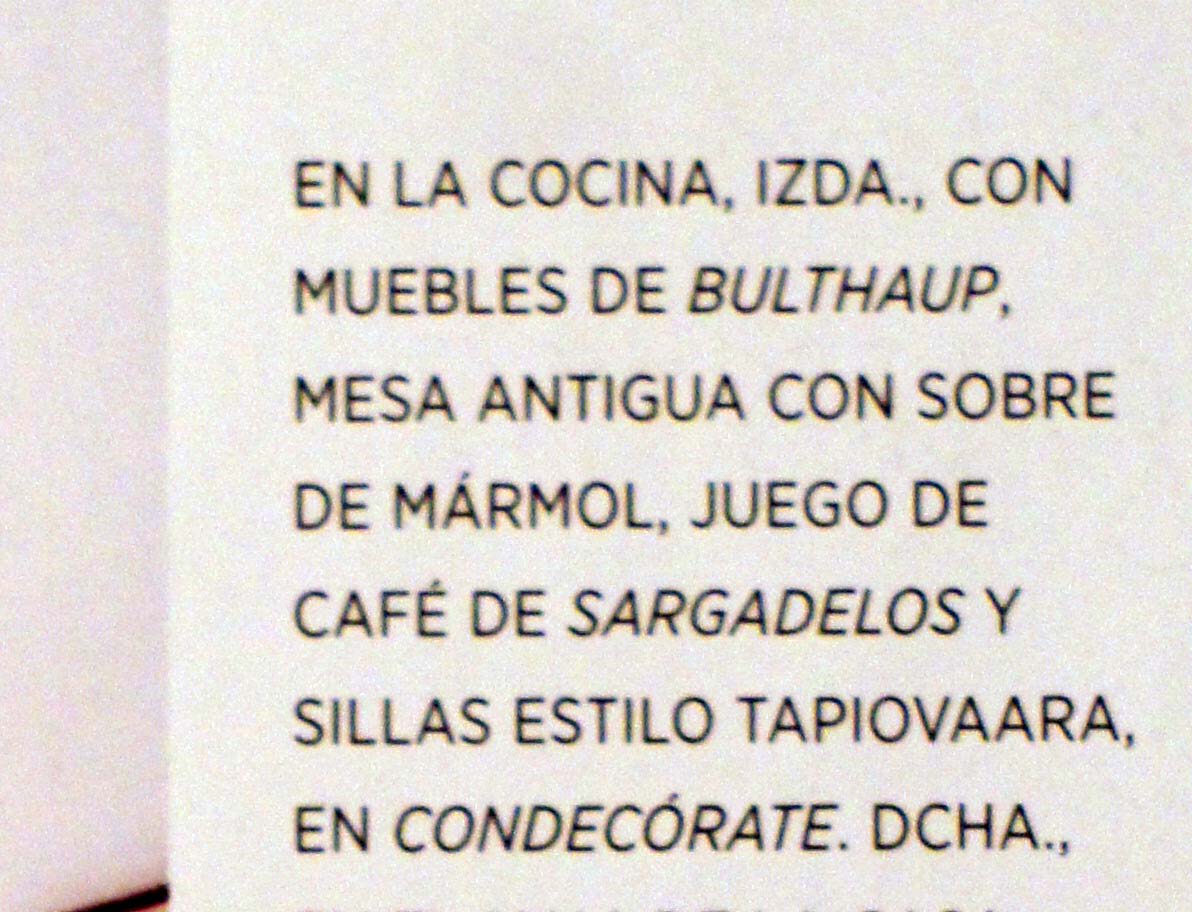 EN LA COCINA, IZDA., CON
MUEBLES DE BULTHAUP,
MESA ANTIGUA CON SOBRE
DE MÁRMOL, JUEGO DE
CAFÉ DE SARGADELOS Y
SILLAS ESTILO TAPIOVAARA,
EN CONDECÓRATE. DCHA.,